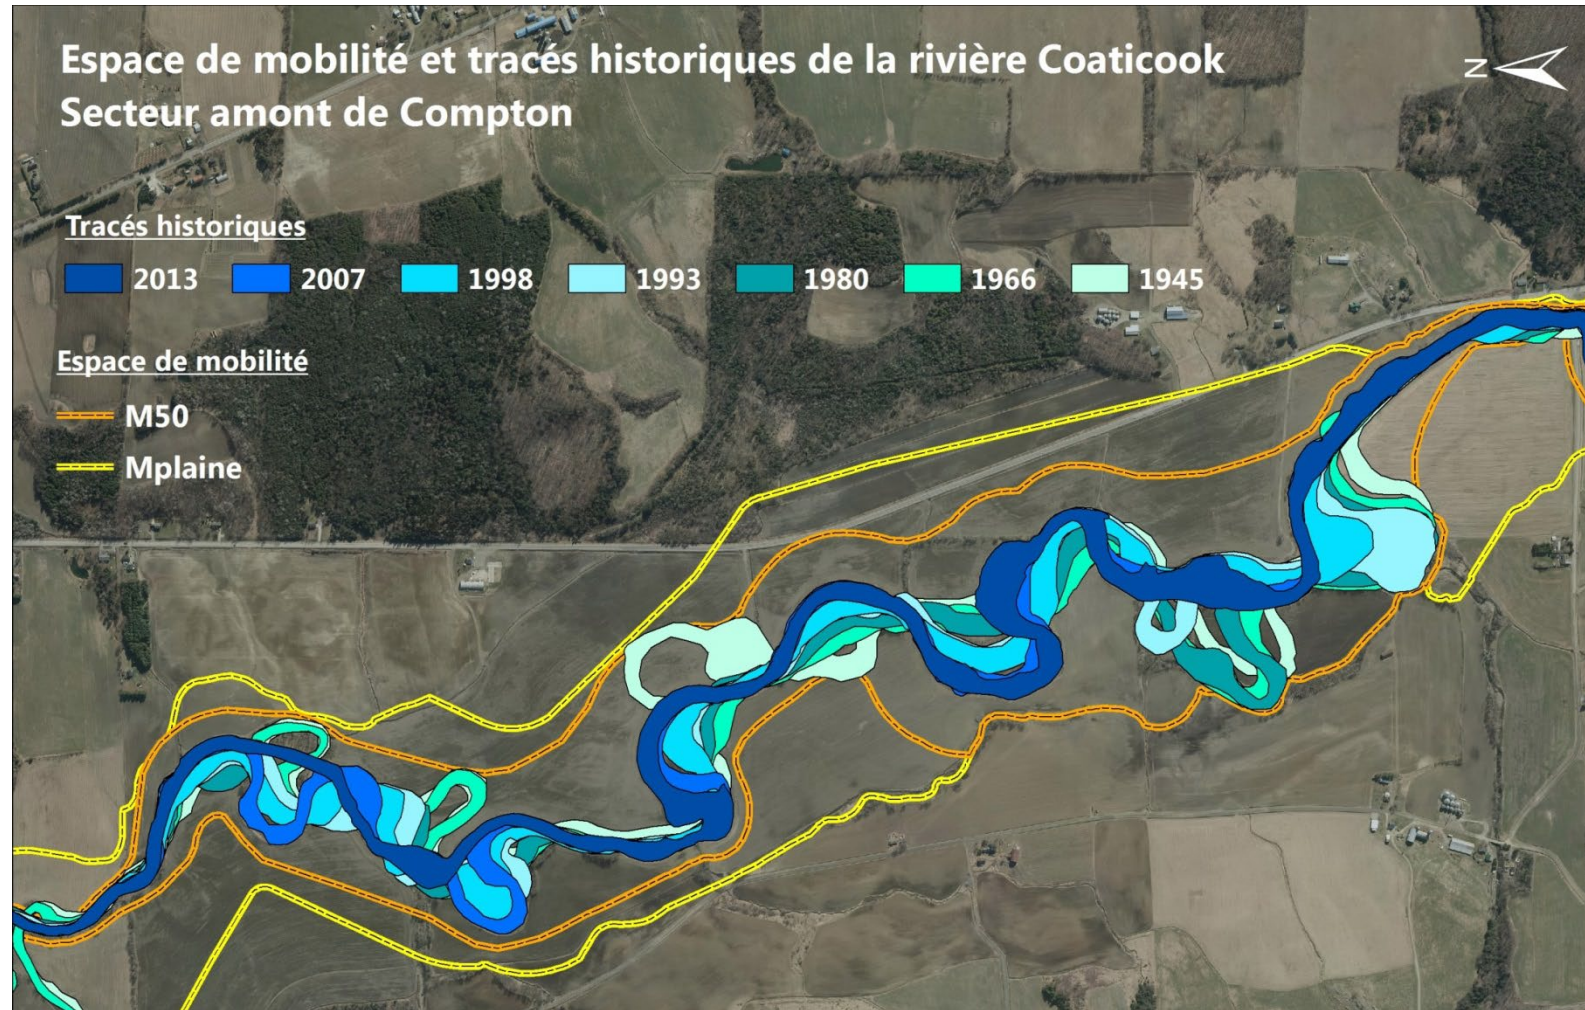 Espace de mobilité et tracés historiques de la rivière Coaticook
Secteur amont de Compton
N
Tracés historiques
2013 2007 1998 1993 1980 1966 1945
Espace de mobilité
M50
Mplaine